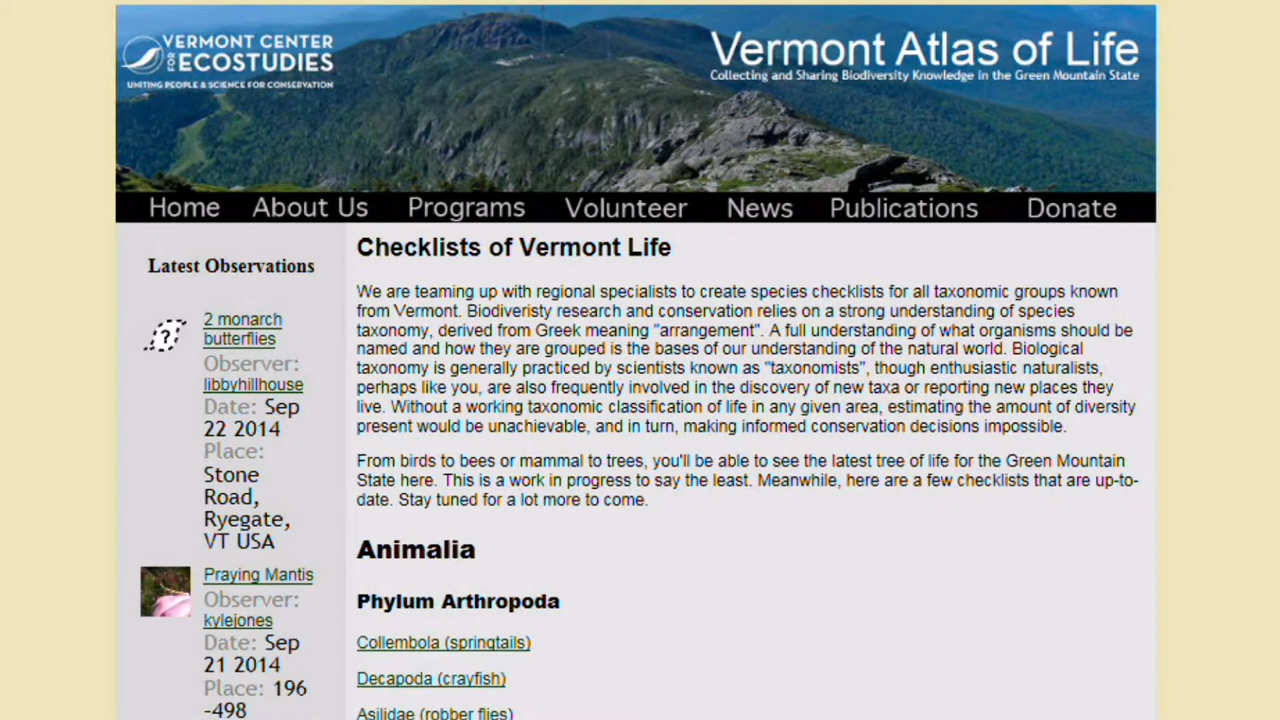 VERMONT CENTER
FOR ECOSTUDIES
UNITING PEOPLE & SCIENCE FOR CONSERVATION
Vermont Atlas of Life
Collecting and Sharing Biodiversity Knowledge in the Green Mountain State
Home About Us Programs Volunteer News Publications Donate
Latest Observations
2 monarch
butterflies
Observer:
libbyhillhouse
Date: Sep
22 2014
Place:
Stone
Road,
Ryegate,
VT USA
Praying Mantis
Observer:
kylejones
Date: Sep
21 2014
Place: 196
-498
Checklists of Vermont Life
We are teaming up with regional specialists to create species checklists for all taxonomic groups known
from Vermont. Biodiveristy research and conservation relies on a strong understanding of species
taxonomy, derived from Greek meaning "arrangement". A full understanding of what organisms should be
named and how they are grouped is the bases of our understanding of the natural world. Biological
taxonomy is generally practiced by scientists known as "taxonomists", though enthusiastic naturalists,
perhaps like you, are also frequently involved in the discovery of new taxa or reporting new places they
live. Without a working taxonomic classification of life in any given area, estimating the amount of diversity
present would be unachievable, and in turn, making informed conservation decisions impossible.
From birds to bees or mammal to trees, you'll be able to see the latest tree of life for the Green Mountain
State here. This is a work in progress to say the least. Meanwhile, here are a few checklists that are up-to-
date. Stay tuned for a lot more to come.
Animalia
Phylum Arthropoda
Collembola (springtails)
Decapoda (crayfish)
Asilidae (robber flies)